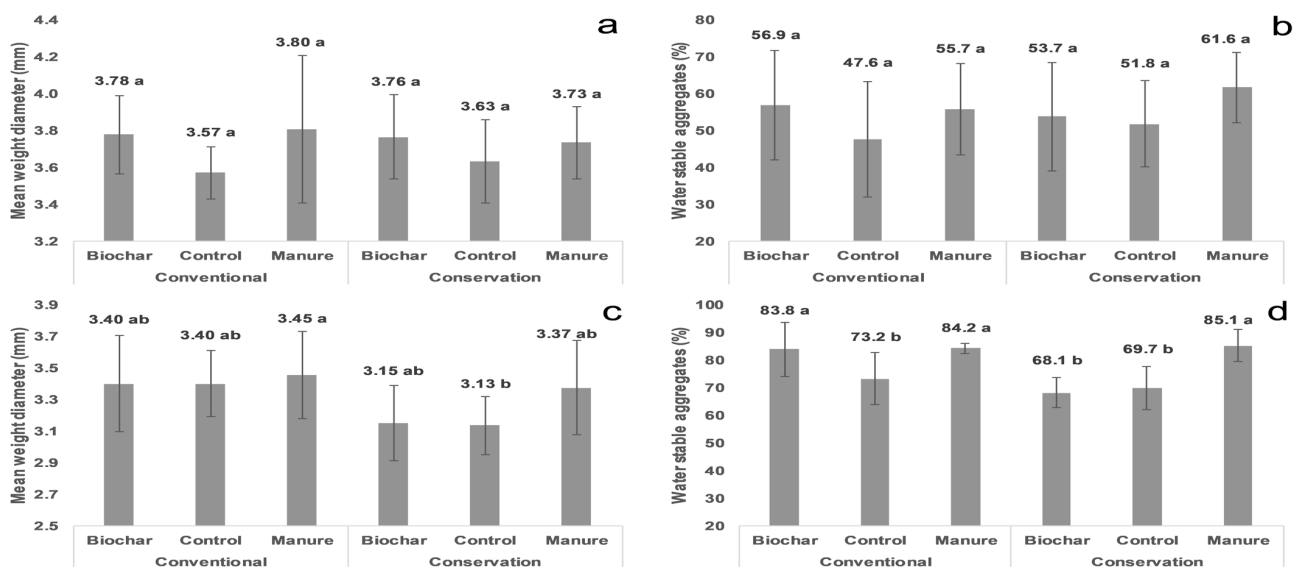 a
Mean weight diameter (mm)
4.4
4.2
4.0
3.8
3.6
3.4
3.2
3.78 a
3.57 a
3.80 a
3.76 a
3.63 a
3.73 a
Biochar Control Manure Biochar Control Manure
Conventional Conservation
b
Water stable aggregates (%)
80
70
60
50
40
30
20
56.9 a
47.6 a
55.7 a
53.7 a
51.8 a
61.6 a
Biochar Control Manure Biochar Control Manure
Conventional Conservation
c
Mean weight diameter (mm)
3.9
3.7
3.5
3.3
3.1
2.9
2.7
2.5
3.40 ab
3.40 ab
3.45 a
3.15 ab
3.13 b
3.37 ab
Biochar Control Manure Biochar Control Manure
Conventional Conservation
d
Water stable aggregates (%)
100
90
80
70
60
50
40
30
20
83.8 a
73.2 b
84.2 a
68.1 b
69.7 b
85.1 a
Biochar Control Manure Biochar Control Manure
Conventional Conservation